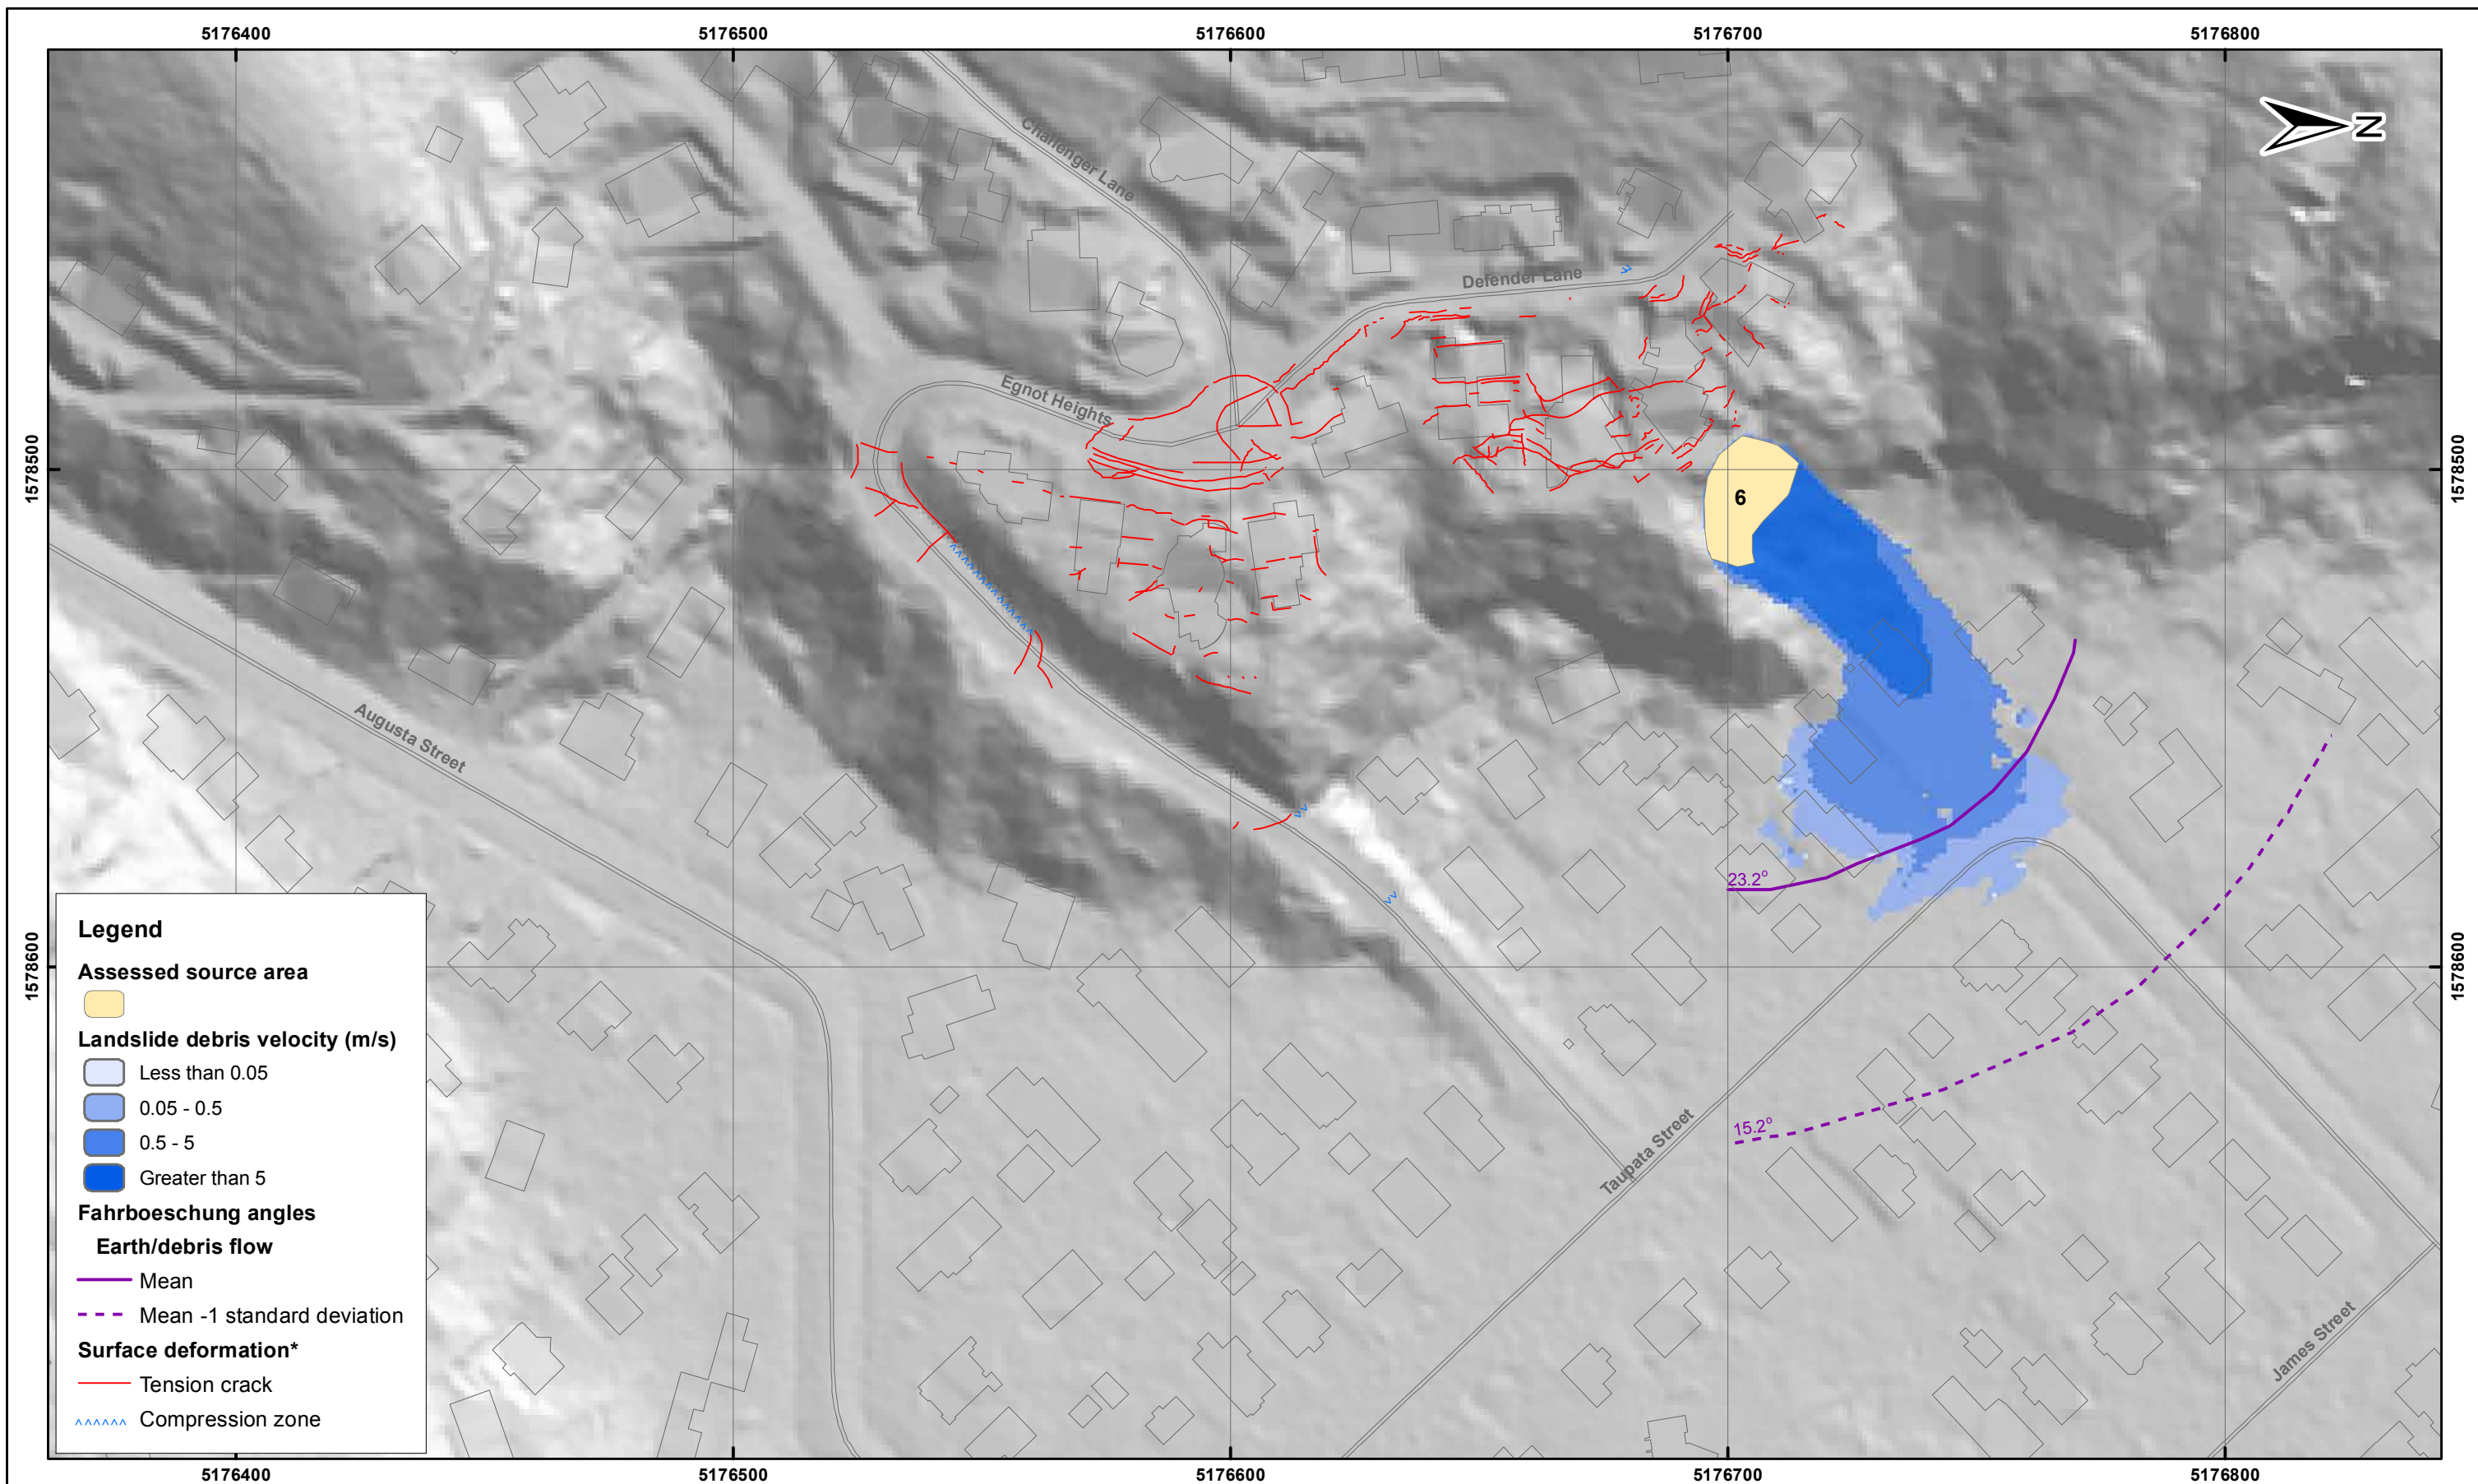 5176400 5176500 5176600 5176700 5176800
N
Challenger Lane
Defender Lane
Egnot Heights
1578500 1578500
6
Augusta Street
23.2°
1578600 1578600
15.2°
Taupata Street
James Street
Legend
Assessed source area
Landslide debris velocity (m/s)
Less than 0.05
0.05 - 0.5
0.5 - 5
Greater than 5
Fahrboeschung angles
Earth/debris flow
Mean
Mean -1 standard deviation
Surface deformation*
Tension crack
Compression zone
5176400 5176500 5176600 5176700 5176800